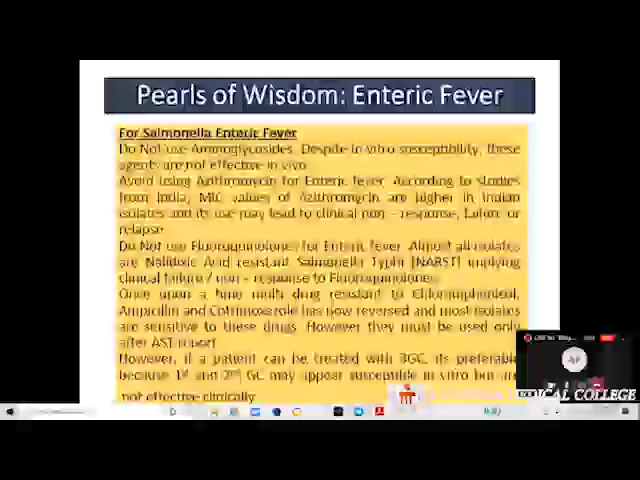 Pearls of Wisdom: Enteric Fever
For Salmonella Enteric Fever
Do Not use Aminoglycosides. Despite in vitro susceptibility, these
agents are not effective in vivo
Avoid using Azithromycin for Enteric fever. According to studies
from India, MIC values of Azithromycin are higher in Indian
isolates and its use may lead to clinical non – response, failure or
relapse
Do Not use Fluoroquinolones for Enteric fever. Almost all isolates
are Nalidixic Acid resistant Salmonella Typhi [NARST] implying
clinical failure / non – response to Fluoroquinolones
Once upon a time multi drug resistant to Chloramphenicol,
Ampicillin and Cotrimoxazole has now reversed and most isolates
are sensitive to these drugs. However they must be used only
after AST report
However, if a patient can be treated with 3GC, its preferable
because 1st and 2nd GC may appear susceptible in vitro but are
not effective clinically
AP
COLLEGE